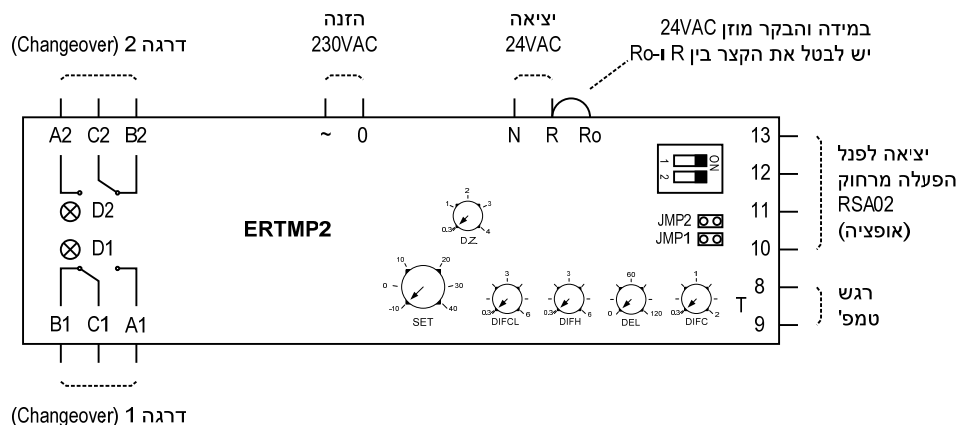 דרגה 2 (Changeover)
הזנה
230VAC
יציאה
24VAC
במידה והבקר מוזן 24VAC
יש לבטל את הקצר בין R ו-Ro
A2 C2 B2
~ 0
N R Ro
13
12
11
10
8
9
T
יציאה לפנל
הפעלה מרחוק
RSA02
(אופציה)
רגש
טמפ'
ON
1
2
JMP2
JMP1
D2
D1
ERTMP2
0.3 1 2 3 4
D.Z.
-10 0 10 20 30 40
SET
0.3 3 6
DIFCL
0.3 3 6
DIFH
0 60 120
DEL
0.3 1 2
DIFC
B1 C1 A1
דרגה 1 (Changeover)